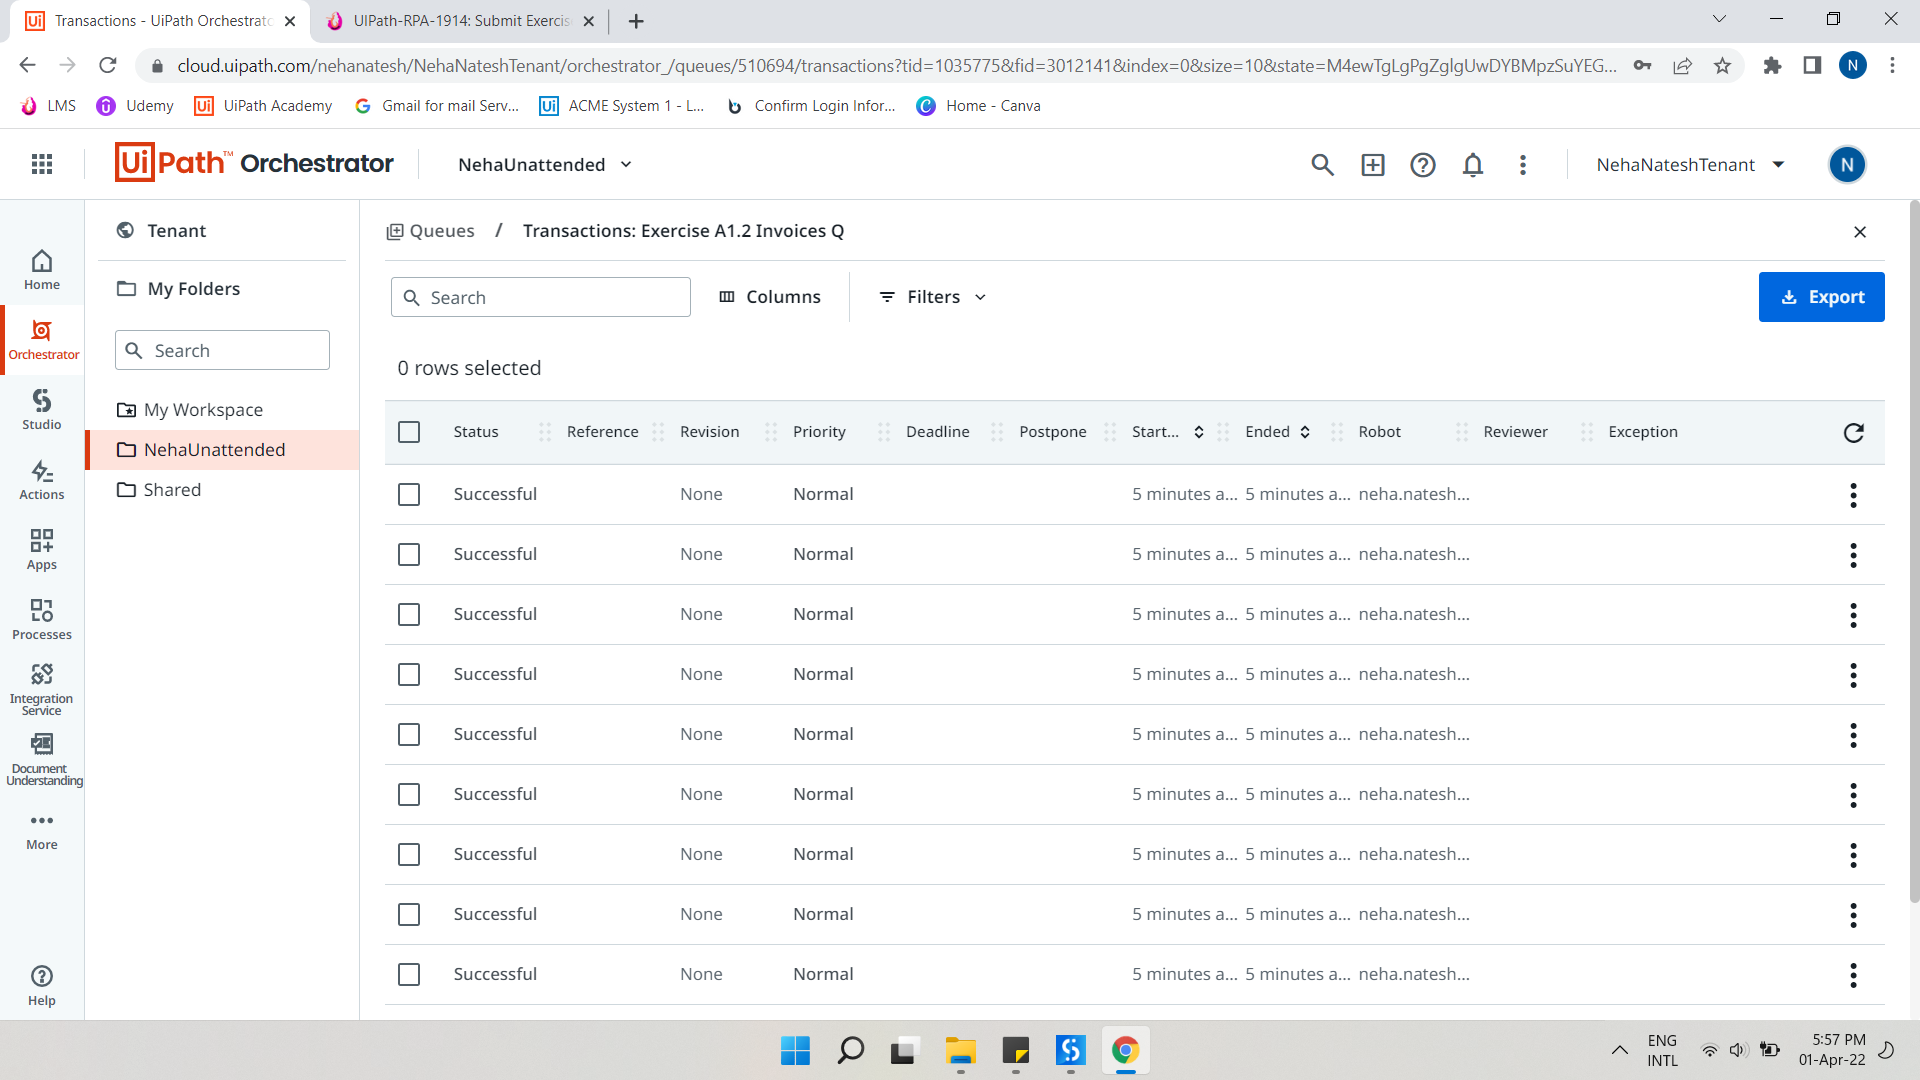 Transactions - UiPath Orchestrato
UIPath-RPA-1914: Submit Exercis
cloud.uipath.com/nehanatesh/NehaNateshTenant/orchestrator_/queues/510694/transactions?tid=1035775&fid=3012141&index=0&size=10&state=M4ewTgLgPgZglgUwDYBMpzSuYEG...
N
LMS
Udemy
UiPath Academy
Gmail for mail Serv...
ACME System 1 - L...
Confirm Login Infor...
Home - Canva
UiPath™ Orchestrator
NehaUnattended
NehaNateshTenant
N
Home
Orchestrator
Studio
Actions
Apps
Processes
Integration
Service
Document
Understanding
More
Help
Tenant
My Folders
Search
My Workspace
NehaUnattended
Shared
Queues / Transactions: Exercise A1.2 Invoices Q
Search
Columns
Filters
Export
0 rows selected
Status Reference Revision Priority Deadline Postpone Start... Ended Robot Reviewer Exception
Successful None Normal 5 minutes a... 5 minutes a... neha.natesh...
Successful None Normal 5 minutes a... 5 minutes a... neha.natesh...
Successful None Normal 5 minutes a... 5 minutes a... neha.natesh...
Successful None Normal 5 minutes a... 5 minutes a... neha.natesh...
Successful None Normal 5 minutes a... 5 minutes a... neha.natesh...
Successful None Normal 5 minutes a... 5 minutes a... neha.natesh...
Successful None Normal 5 minutes a... 5 minutes a... neha.natesh...
Successful None Normal 5 minutes a... 5 minutes a... neha.natesh...
Successful None Normal 5 minutes a... 5 minutes a... neha.natesh...
ENG
INTL
5:57 PM
01-Apr-22